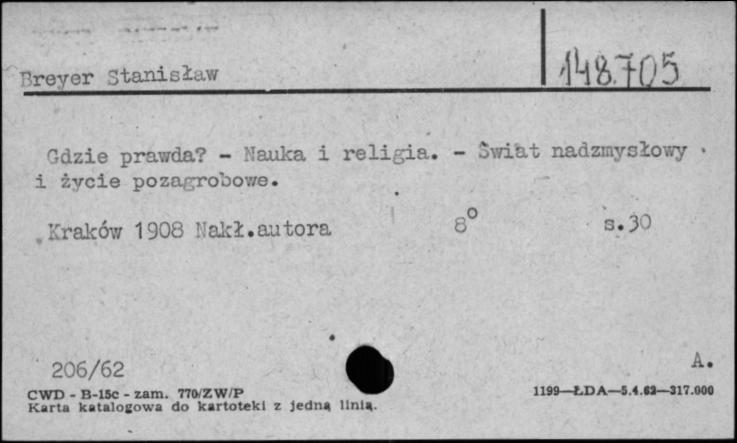 Breyer Stanisław
148.705
Gdzie prawda? - Nauka i religia. - Świat nadzmysłowy
i życie pozagrobowe.
Kraków 1908 Nakł.autora 8° s.30
206/62 A.
CWD - B-15c - zam. 770/ZW/P 1199—ŁDA—5.4.62—317.000
Karta katalogowa do kartoteki z jedną linią.